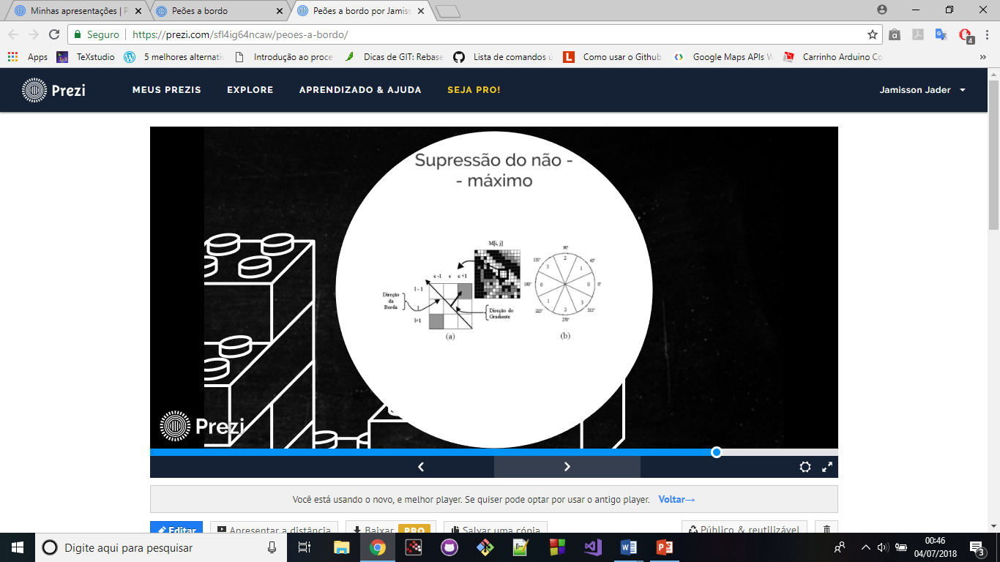 Minhas apresentações | P
Peões a bordo
Peões a bordo por Jamiss
Seguro
https://prezi.com/sfl4ig64ncaw/peoes-a-bordo/
4
Apps
TeXstudio
5 melhores alternati
Introdução ao proce
Dicas de GIT: Rebase
Lista de comandos ú
Como usar o Github
Google Maps APIs W
Carrinho Arduino Co
»
Prezi
MEUS PREZIS
EXPLORE
APRENDIZADO & AJUDA
SEJA PRO!
Jamisson Jader
Supressão do não -
- máximo
M[i, j]
c -1 c c +1
l - 1
l
l+1
Direção
da
Borda
Direção do
Gradiente
(a)
90°
135° 45°
2
3 1
180° 0 0 0°
1 3
2
225° 315°
270°
(b)
Prezi
Você está usando o novo, e melhor player. Se quiser pode optar por usar o antigo player. Voltar→
Editar
Apresentar a distância
Baixar PRO
Salvar uma cópia
Público & reutilizável
Digite aqui para pesquisar
00:46
04/07/2018
3